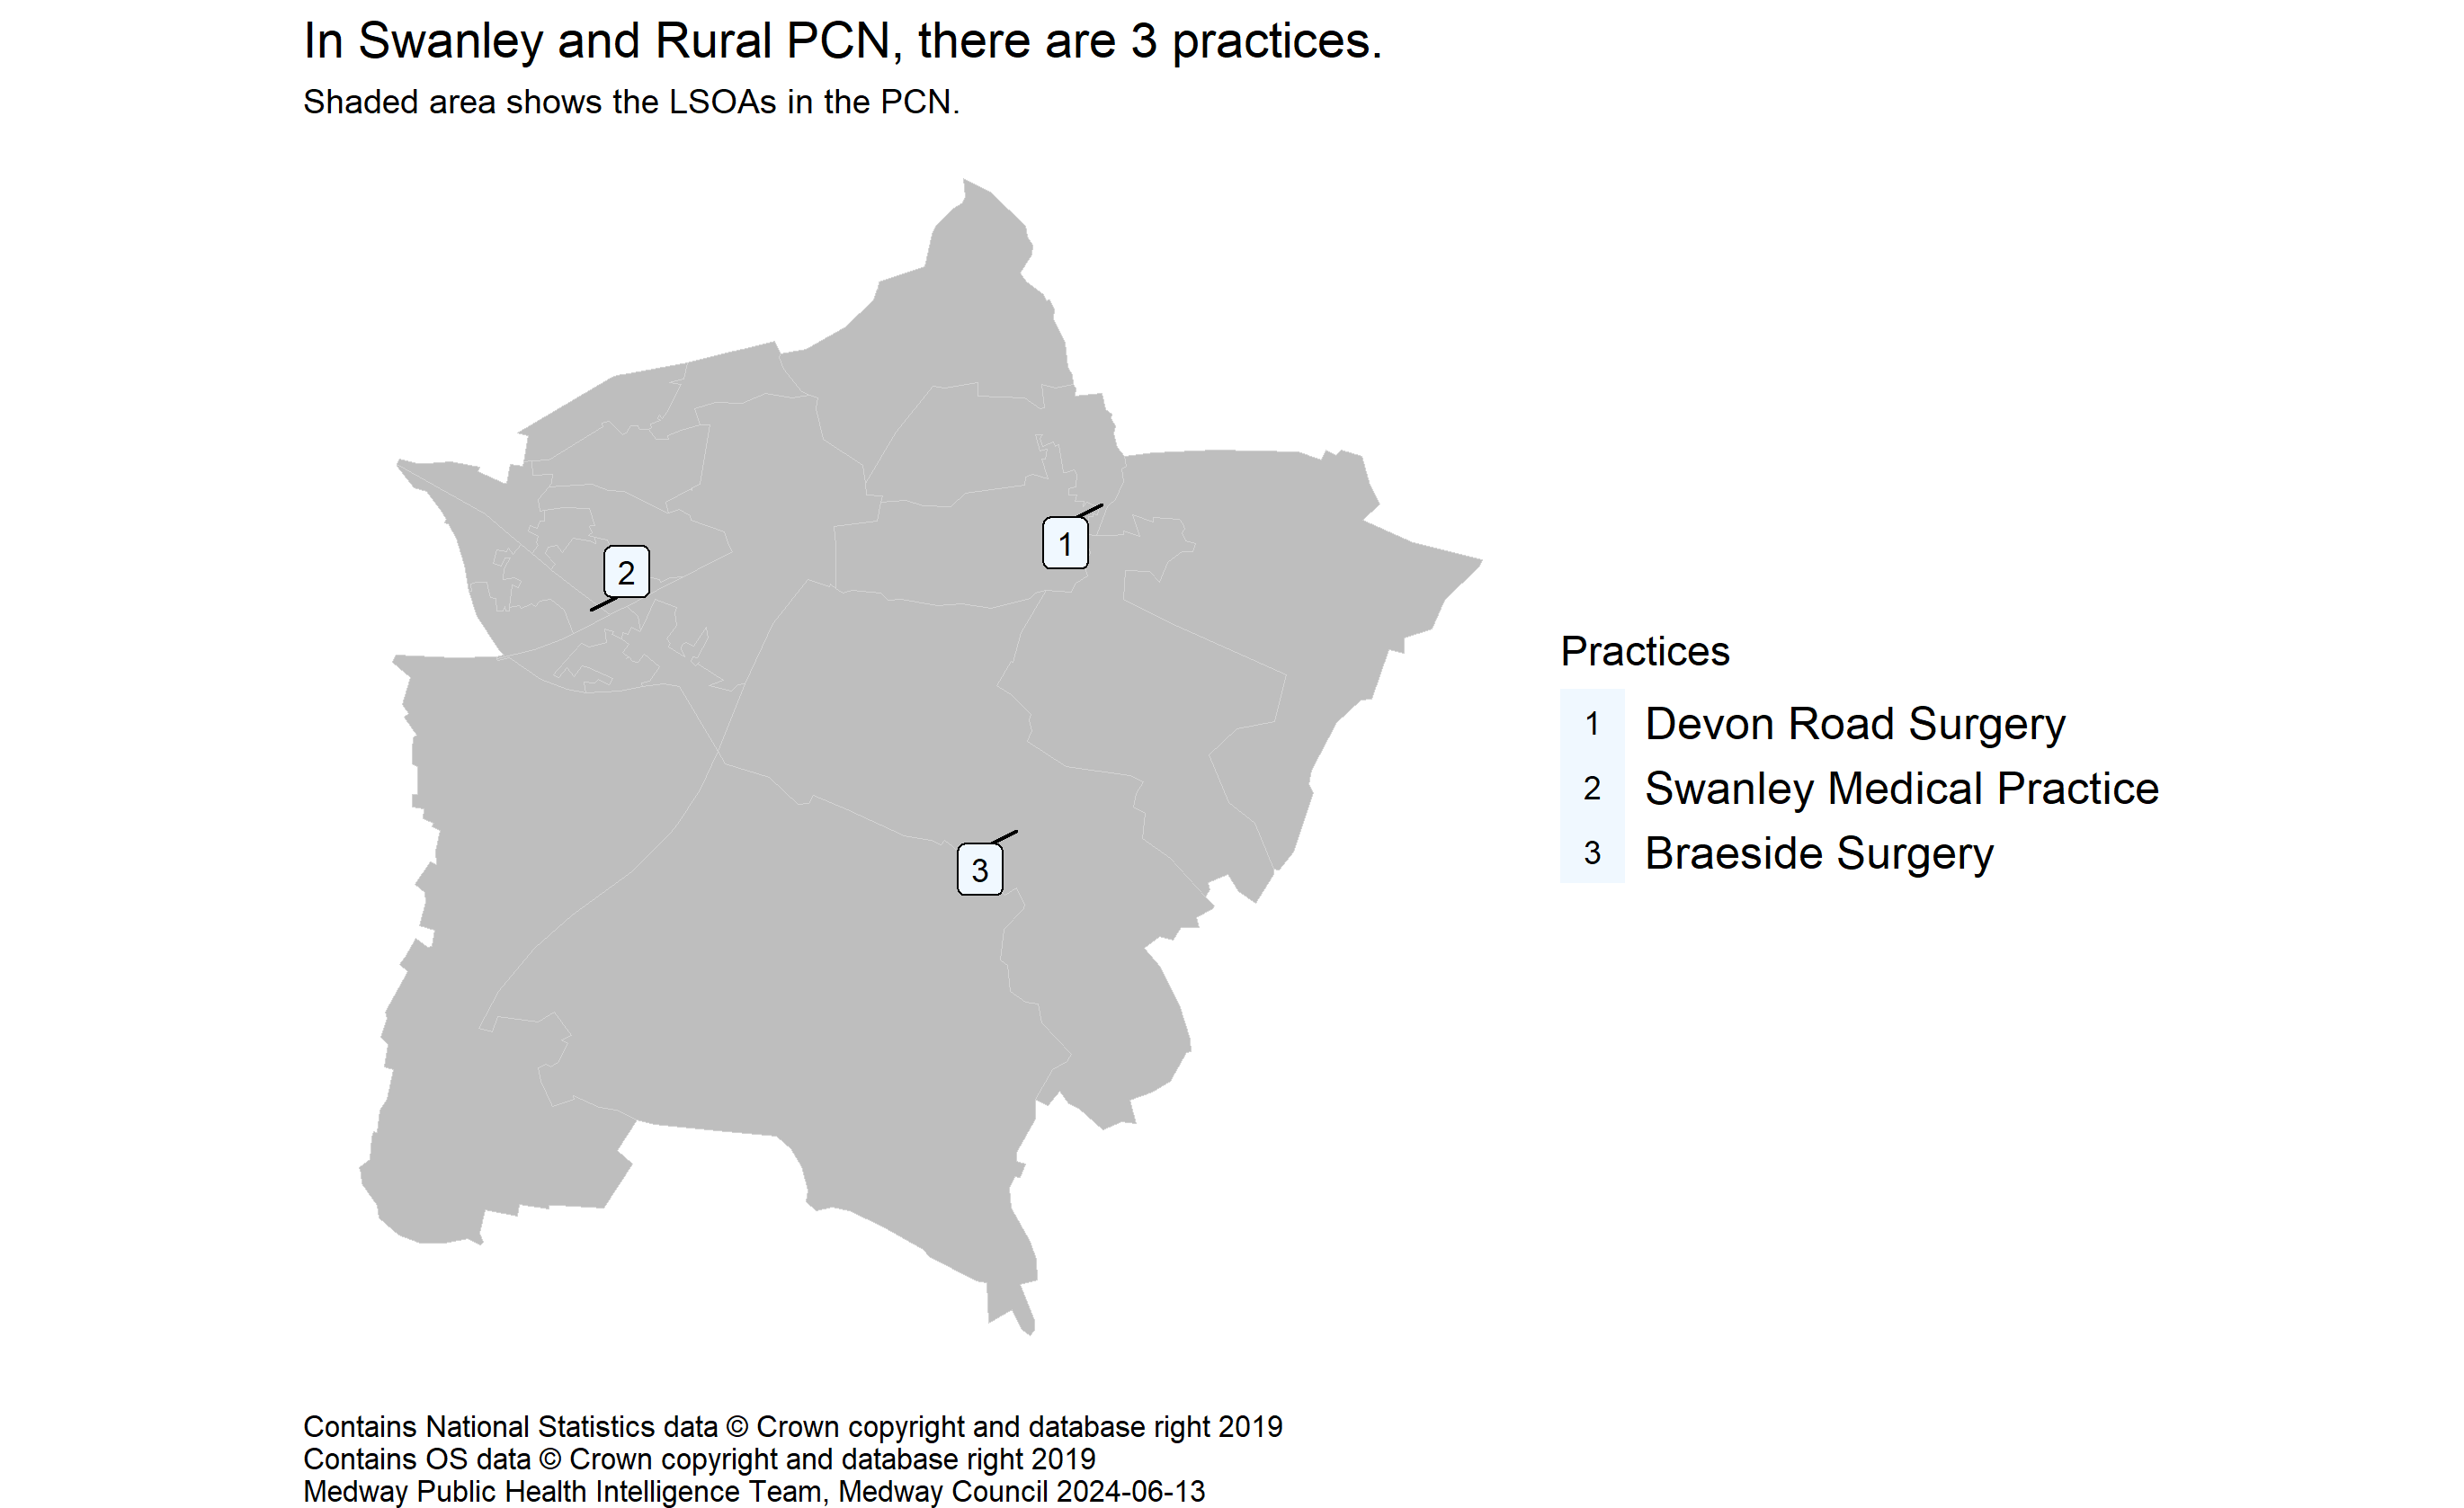 In Swanley and Rural PCN, there are 3 practices.
Shaded area shows the LSOAs in the PCN.
1
2
3
Practices
1 Devon Road Surgery
2 Swanley Medical Practice
3 Braeside Surgery
Contains National Statistics data © Crown copyright and database right 2019
Contains OS data © Crown copyright and database right 2019
Medway Public Health Intelligence Team, Medway Council 2024-06-13